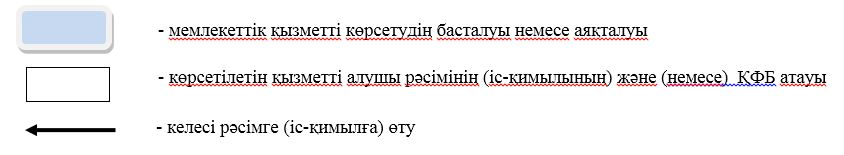 - мемлекеттік қызметті көрсетудің басталуы немесе аяқталуы
- көрсетілетін қызметті алушы рәсімінің (іс-қимылының) және (немесе) ҚФБ атауы
- келесі рәсімге (іс-қимылға) өту